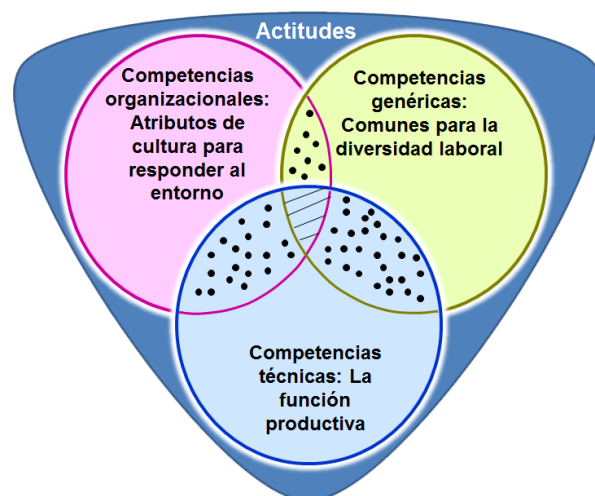 Actitudes
Competencias
organizacionales:
Atributos de
cultura para
responder al
entorno
Competencias
genéricas:
Comunes para la
diversidad laboral
Competencias
técnicas: La
función
productiva